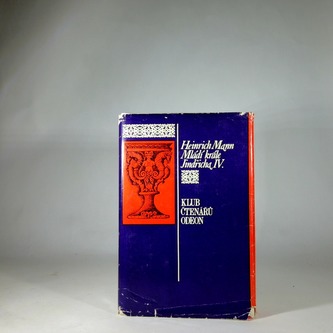 Heinrich Mann
Mládí krále
Jindřicha IV.
KLUB
ČTENÁŘŮ
ODEON